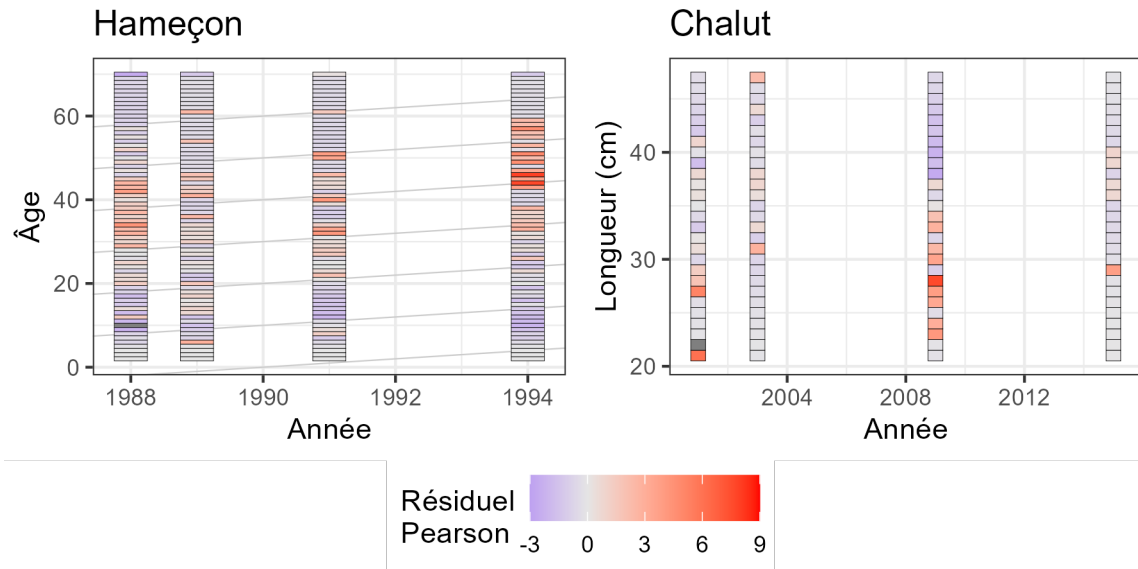 Hameçon
Chalut
Âge
60
40
20
0
1988
1990
1992
1994
Année
Longueur (cm)
40
30
20
2004
2008
2012
Année
Résiduel
Pearson
-3
0
3
6
9